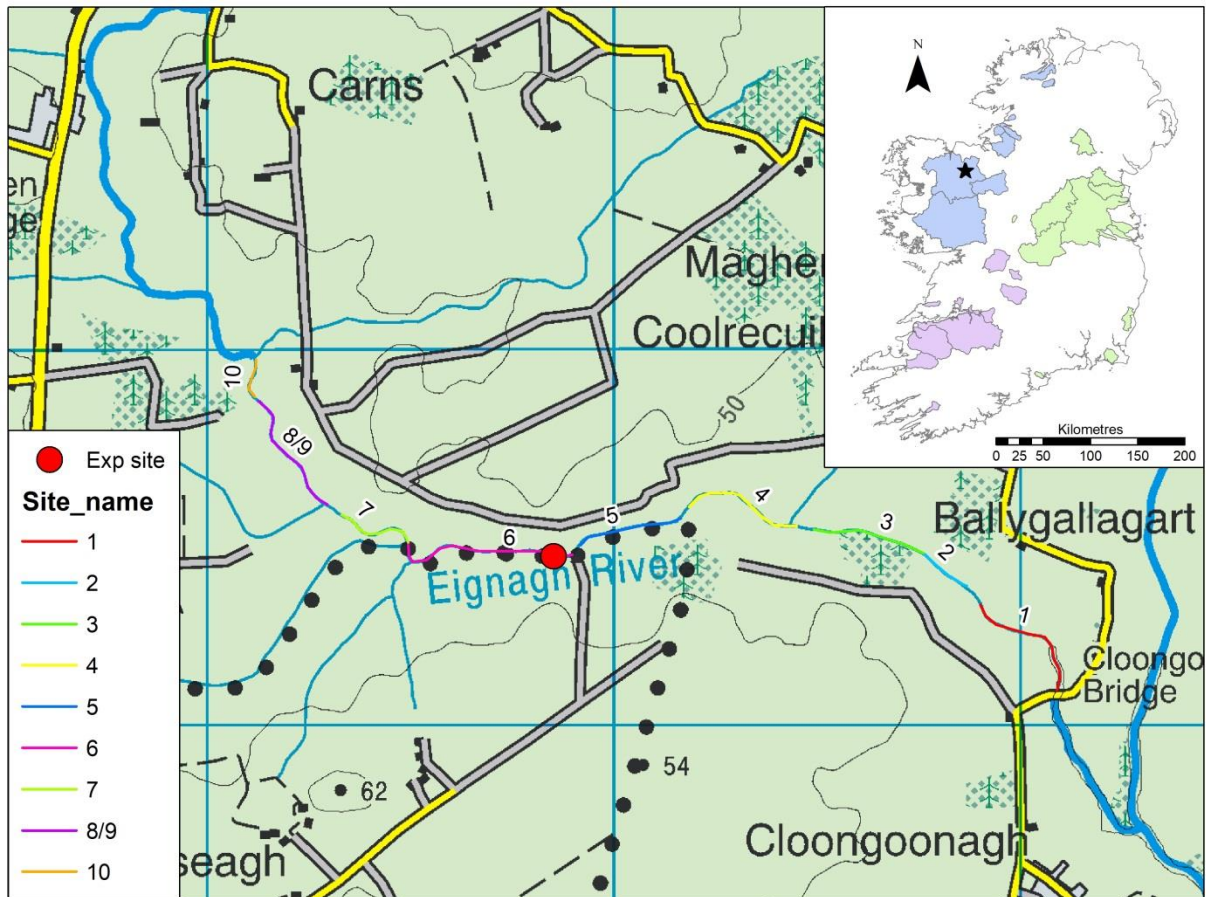 Carns
en
ge
Magher
Coolrecuil
50
10
8/9
7
6
5
4
3
2
1
Eignagh River
Ballygallagart
Cloongo
Bridge
54
62
Cloongoonagh
seagh
N
Kilometres
0 25 50 100 150 200
Exp site
Site_name
1
2
3
4
5
6
7
8/9
10